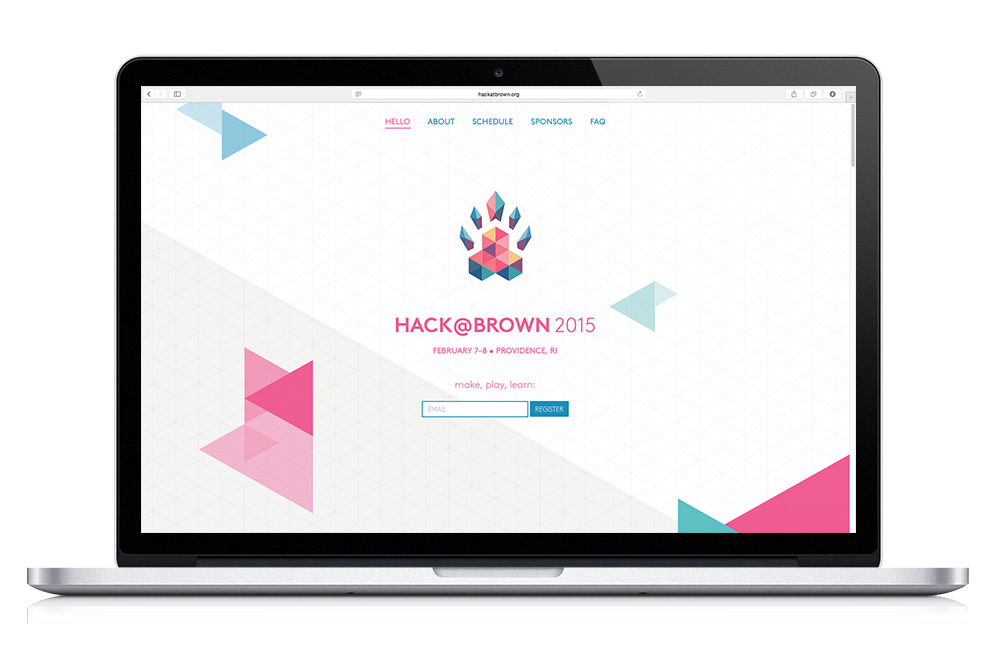 hackatbrown.org
HELLO ABOUT SCHEDULE SPONSORS FAQ
HACK@BROWN 2015
FEBRUARY 7–8 • PROVIDENCE, RI
make, play, learn:
EMAIL REGISTER